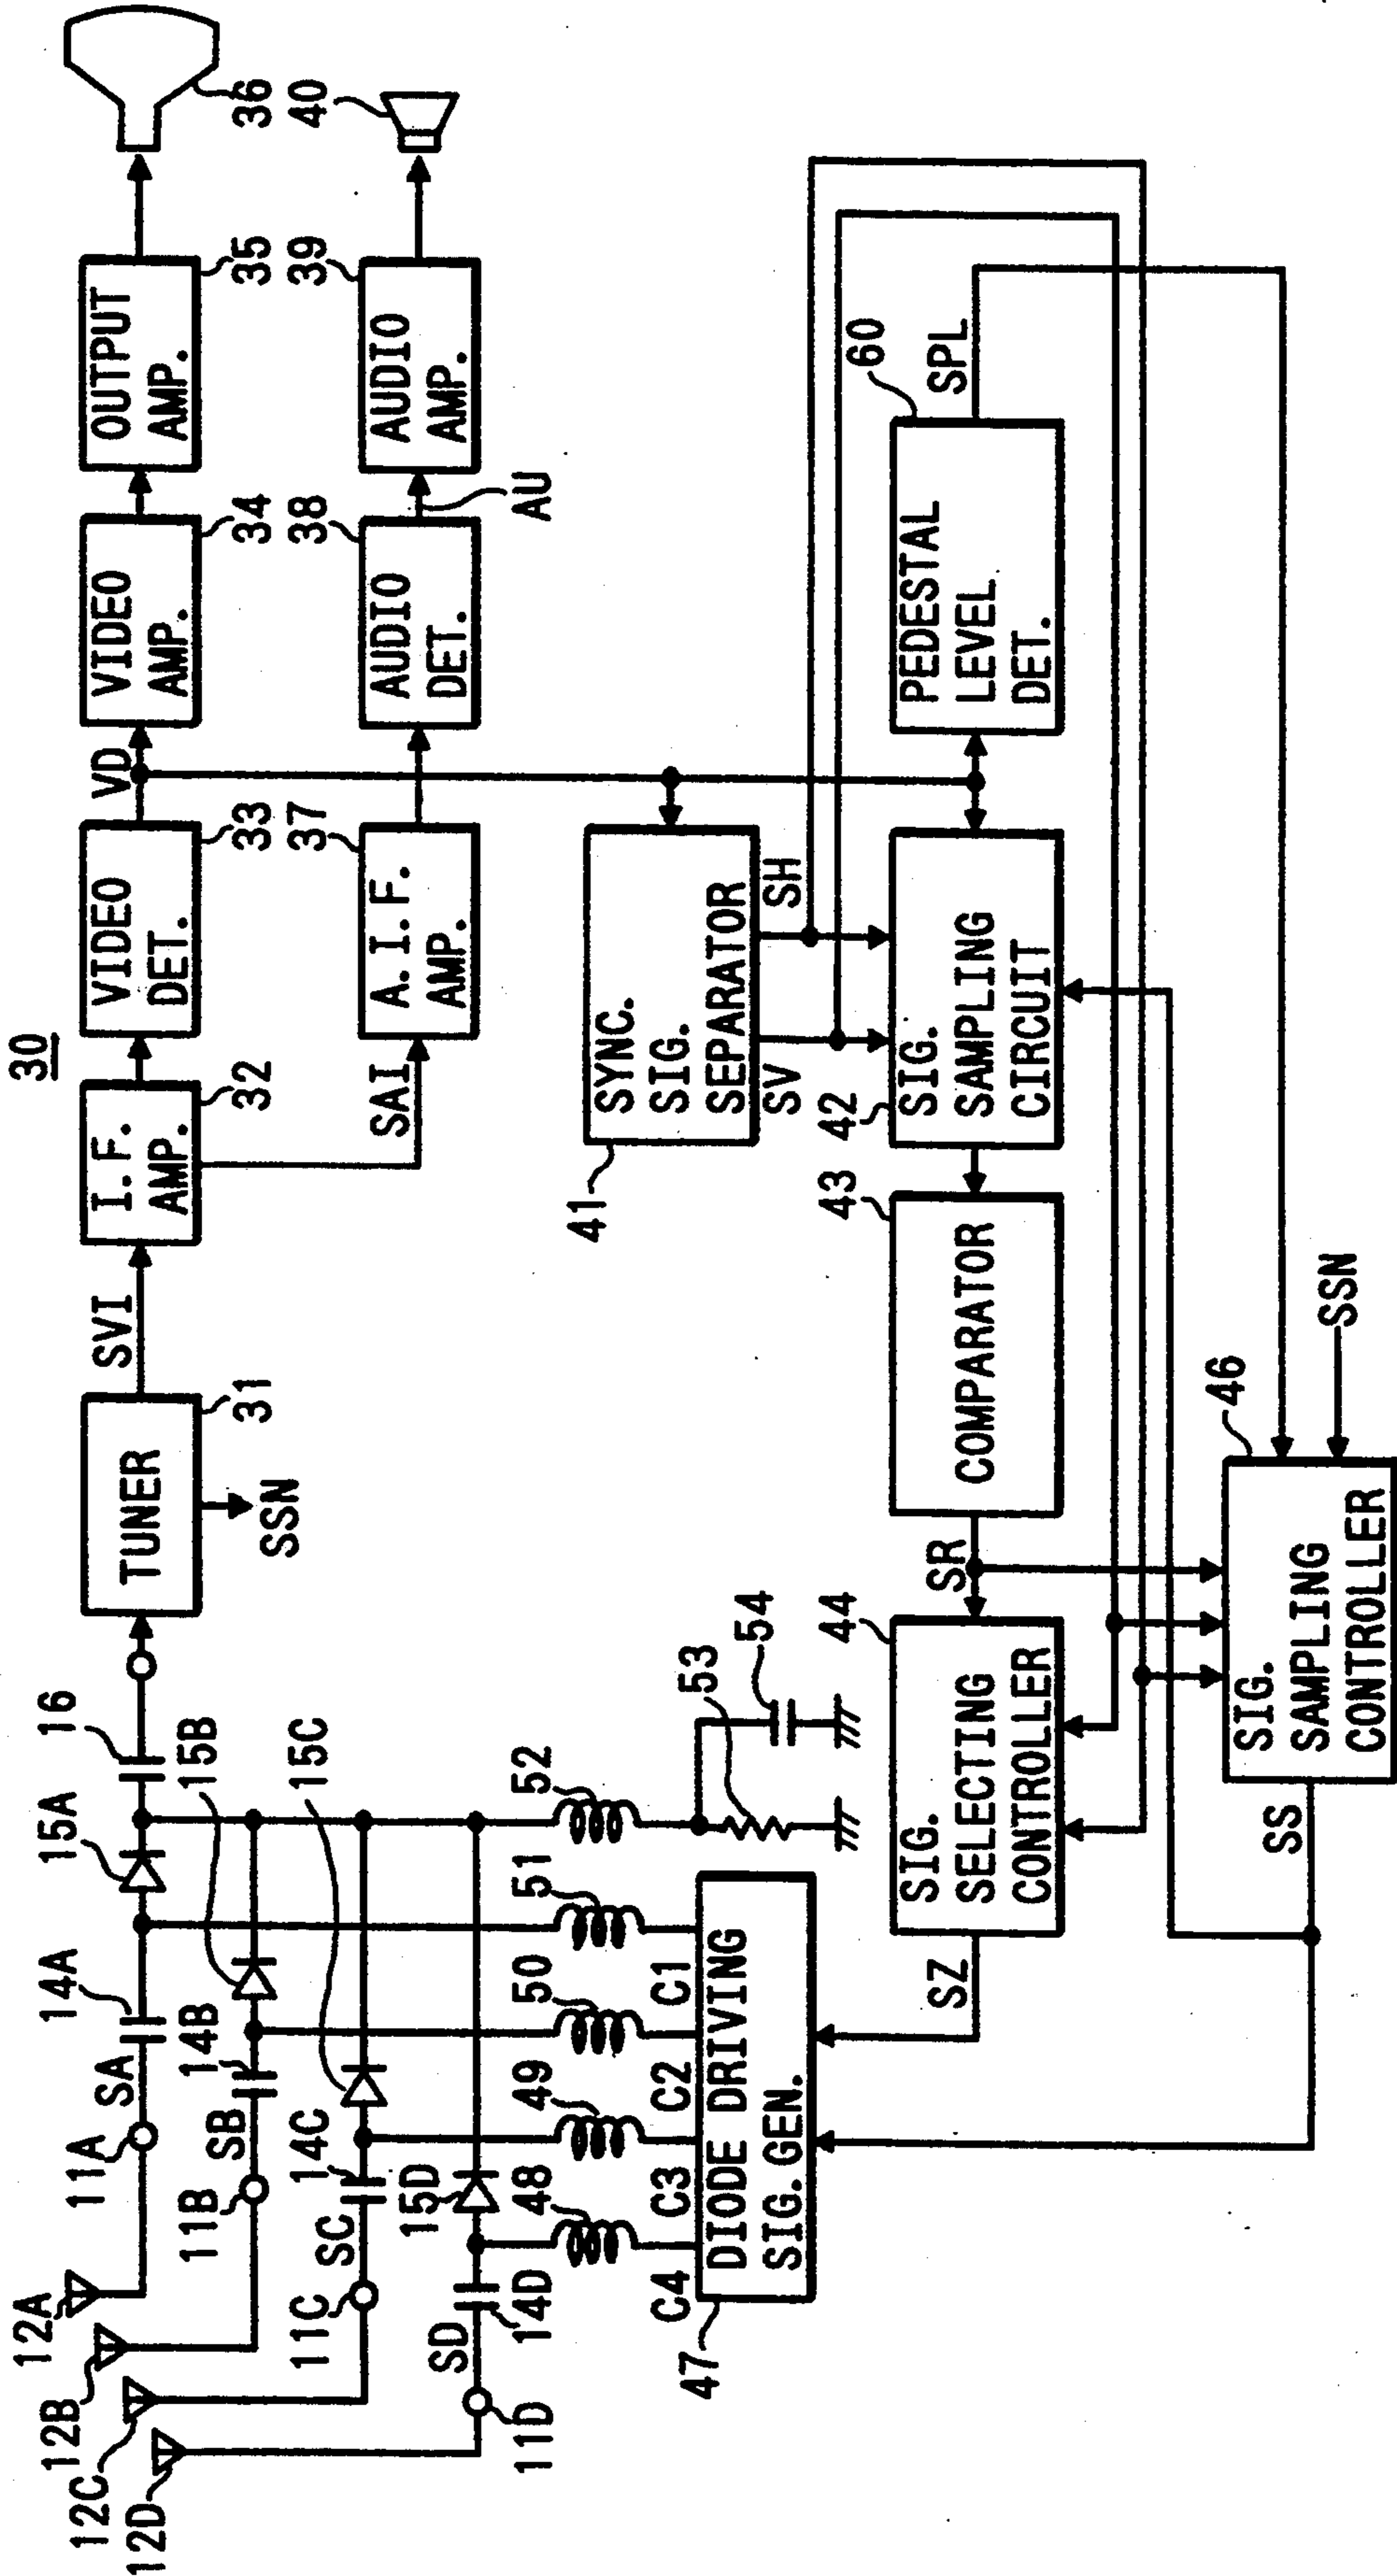 30
12A
12B
12C
12D
11A
SA
14A
15A
16
11B
SB
14B
15B
11C
SC
14C
15C
11D
SD
14D
15D
TUNER
31
SSN
SVI
I.F.
AMP.
32
VIDEO
DET.
33
VD
VIDEO
AMP.
34
OUTPUT
AMP.
35
36
SAI
A.I.F.
AMP.
37
AUDIO
DET.
38
AU
AUDIO
AMP.
39
40
48
49
50
51
52
53
54
C4
C3
C2
C1
DIODE DRIVING
SIG.GEN.
47
SYNC.
SIG.
SEPARATOR
41
SV
SH
SZ
SIG.
SELECTING
CONTROLLER
44
SR
COMPARATOR
43
SIG.
SAMPLING
CIRCUIT
42
PEDESTAL
LEVEL
DET.
60
SPL
SS
SIG.
SAMPLING
CONTROLLER
46
SSN